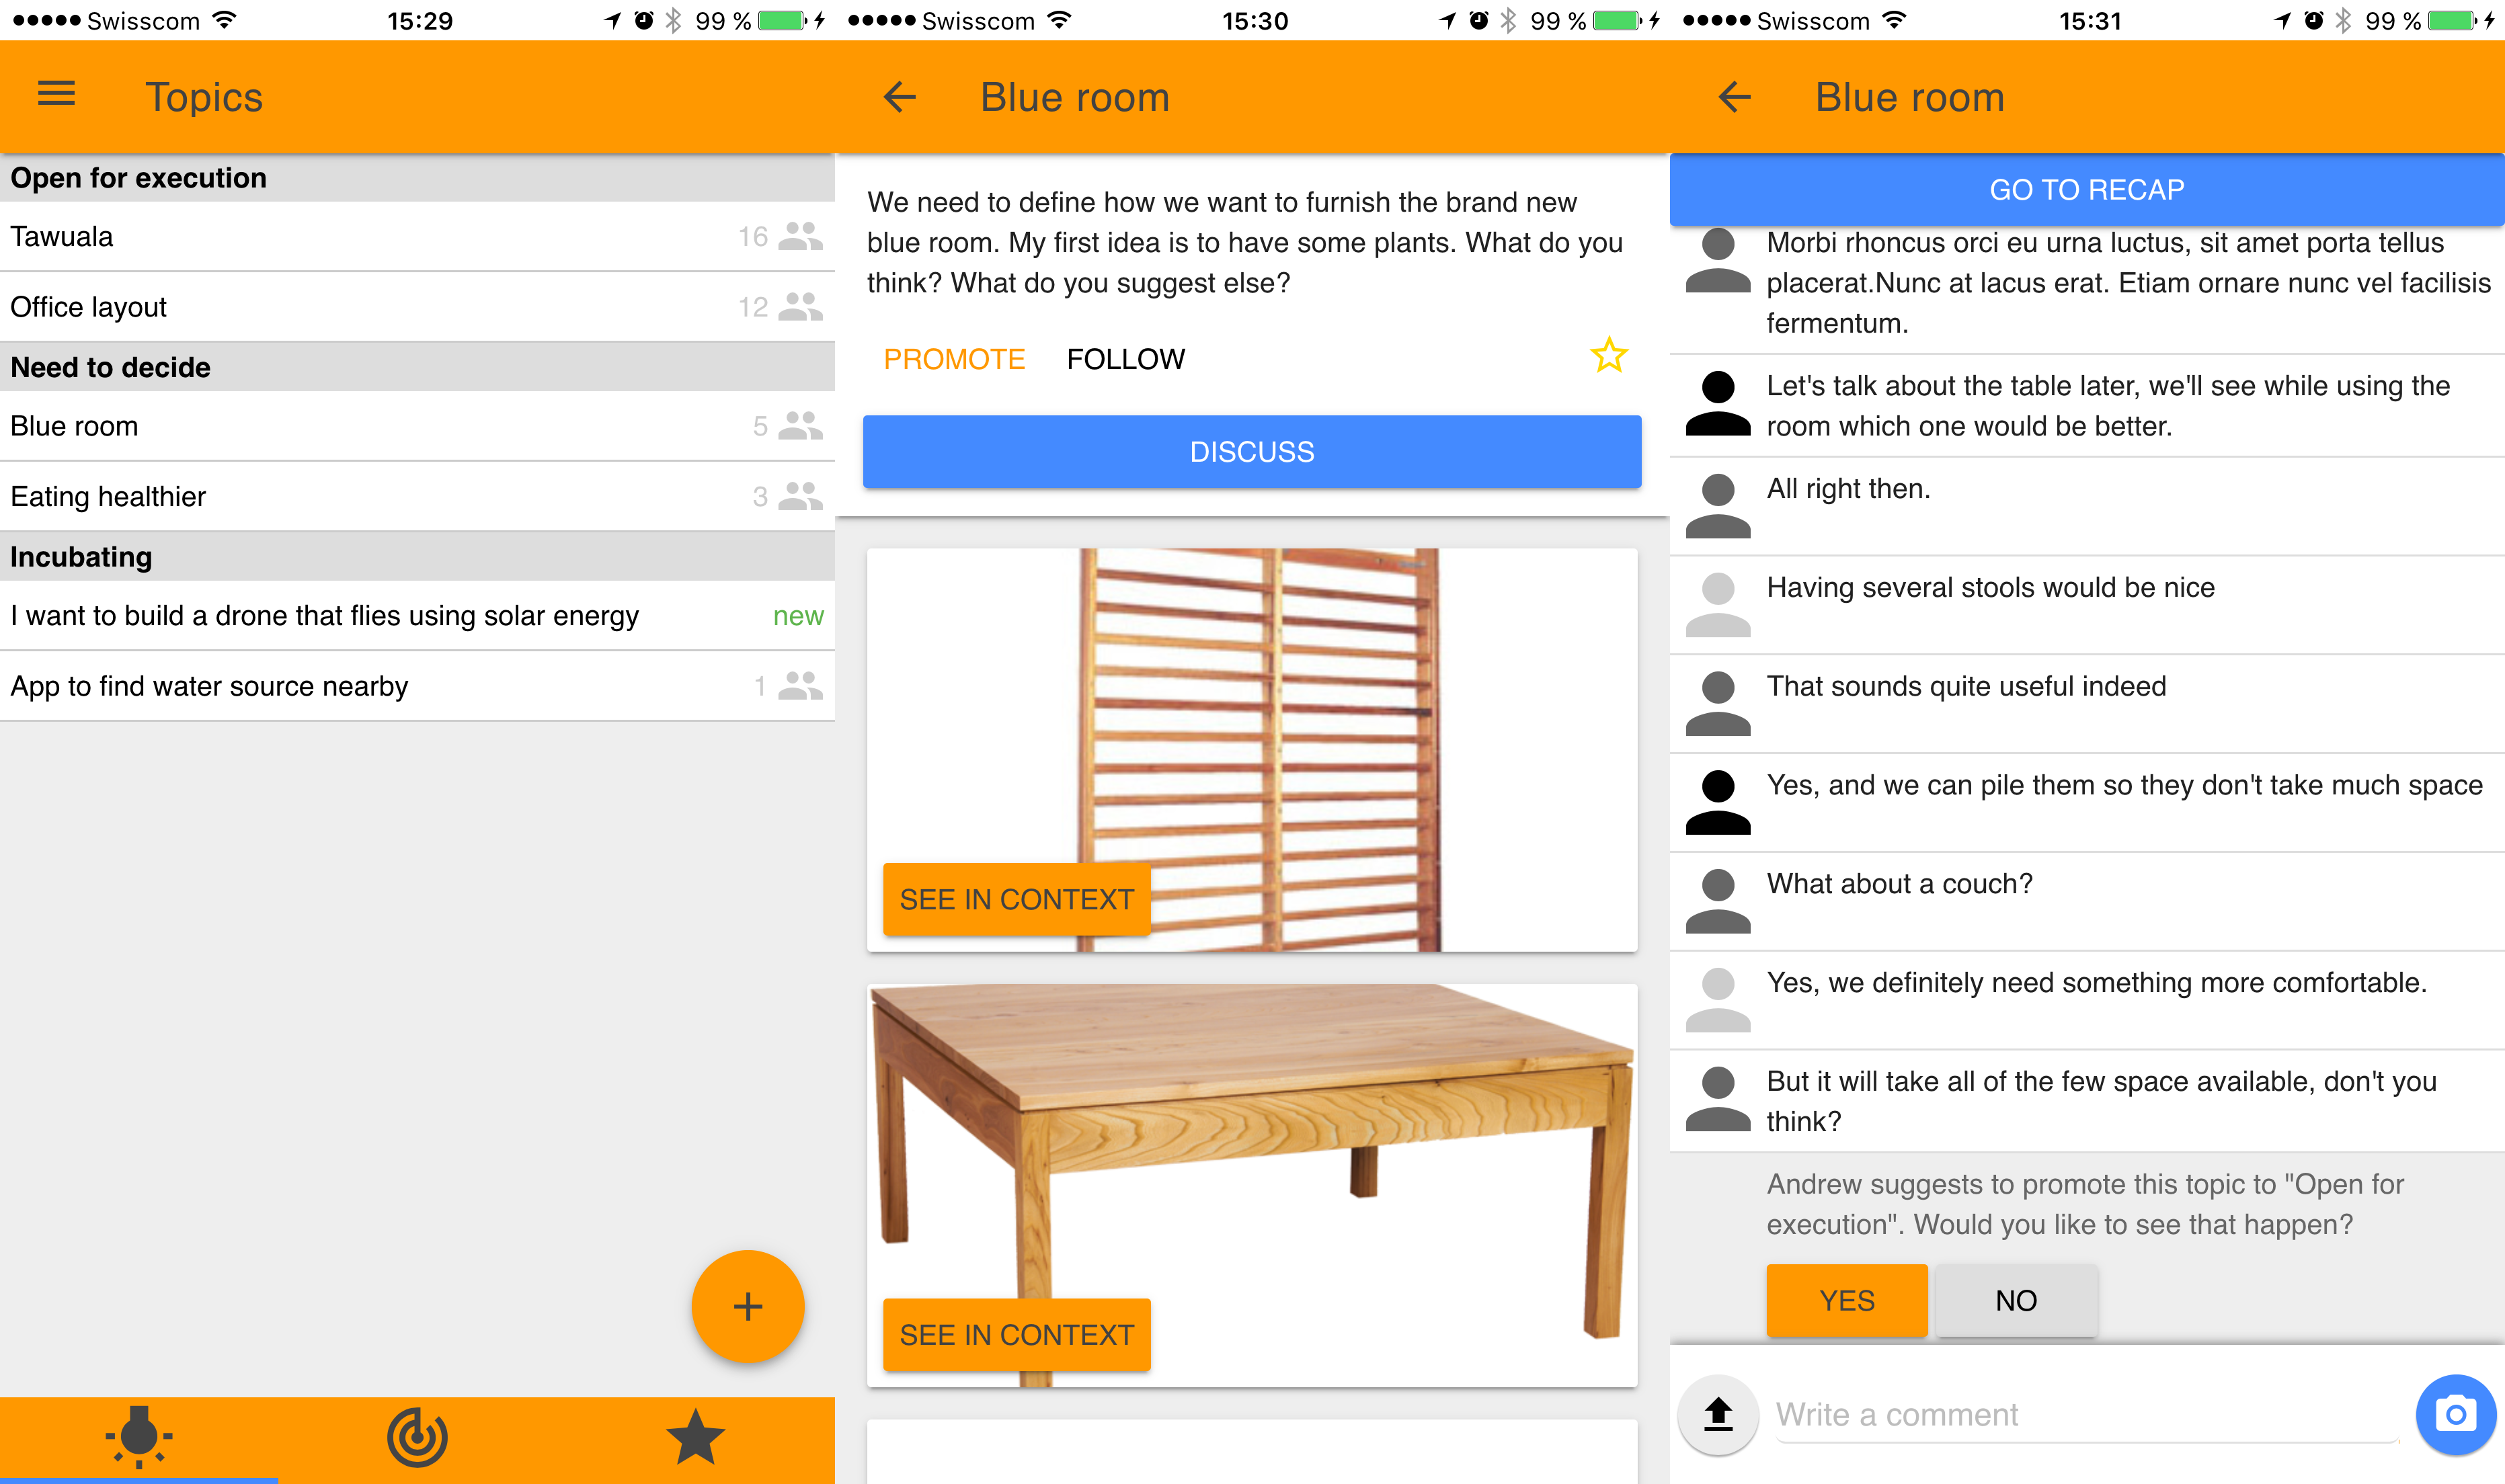 Swisscom 15:29 99 %
Topics
Open for execution
Tawuala 16
Office layout 12
Need to decide
Blue room 5
Eating healthier 3
Incubating
I want to build a drone that flies using solar energy new
App to find water source nearby 1
+
Swisscom 15:30 99 %
Blue room
We need to define how we want to furnish the brand new
blue room. My first idea is to have some plants. What do you
think? What do you suggest else?
PROMOTE FOLLOW
DISCUSS
SEE IN CONTEXT
SEE IN CONTEXT
Swisscom 15:31 99 %
Blue room
GO TO RECAP
Morbi rhoncus orci eu urna luctus, sit amet porta tellus
placerat.Nunc at lacus erat. Etiam ornare nunc vel facilisis
fermentum.
Let's talk about the table later, we'll see while using the
room which one would be better.
All right then.
Having several stools would be nice
That sounds quite useful indeed
Yes, and we can pile them so they don't take much space
What about a couch?
Yes, we definitely need something more comfortable.
But it will take all of the few space available, don't you
think?
Andrew suggests to promote this topic to "Open for
execution". Would you like to see that happen?
YES NO
Write a comment